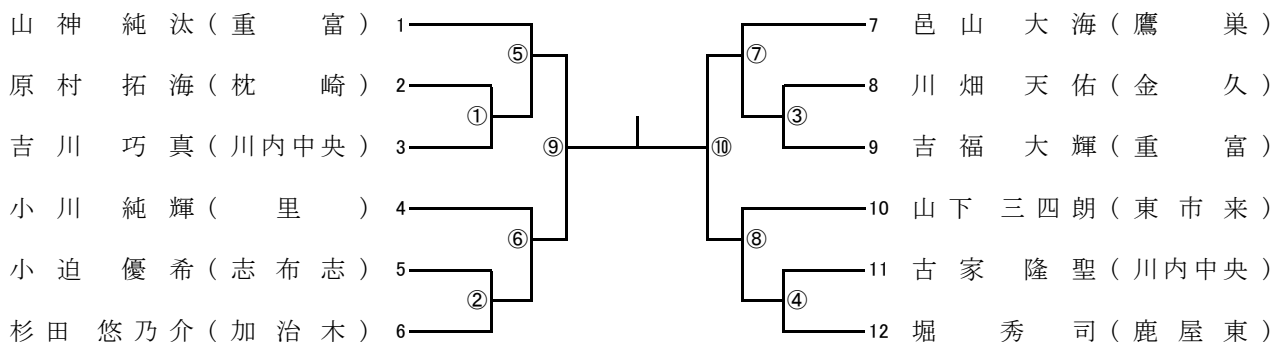 山神 純汰(重富) 1
⑤
原村 拓海(枕崎) 2
①
吉川 巧真(川内中央) 3
⑨
小川 純輝(里) 4
⑥
小迫 優希(志布志) 5
②
杉田 悠乃介(加治木) 6
7 邑山 大海(鷹巣)
⑦
8 川畑 天佑(金久)
③
9 吉福 大輝(重富)
⑩
10 山下 三四朗(東市来)
⑧
11 古家 隆聖(川内中央)
④
12 堀 秀司(鹿屋東)